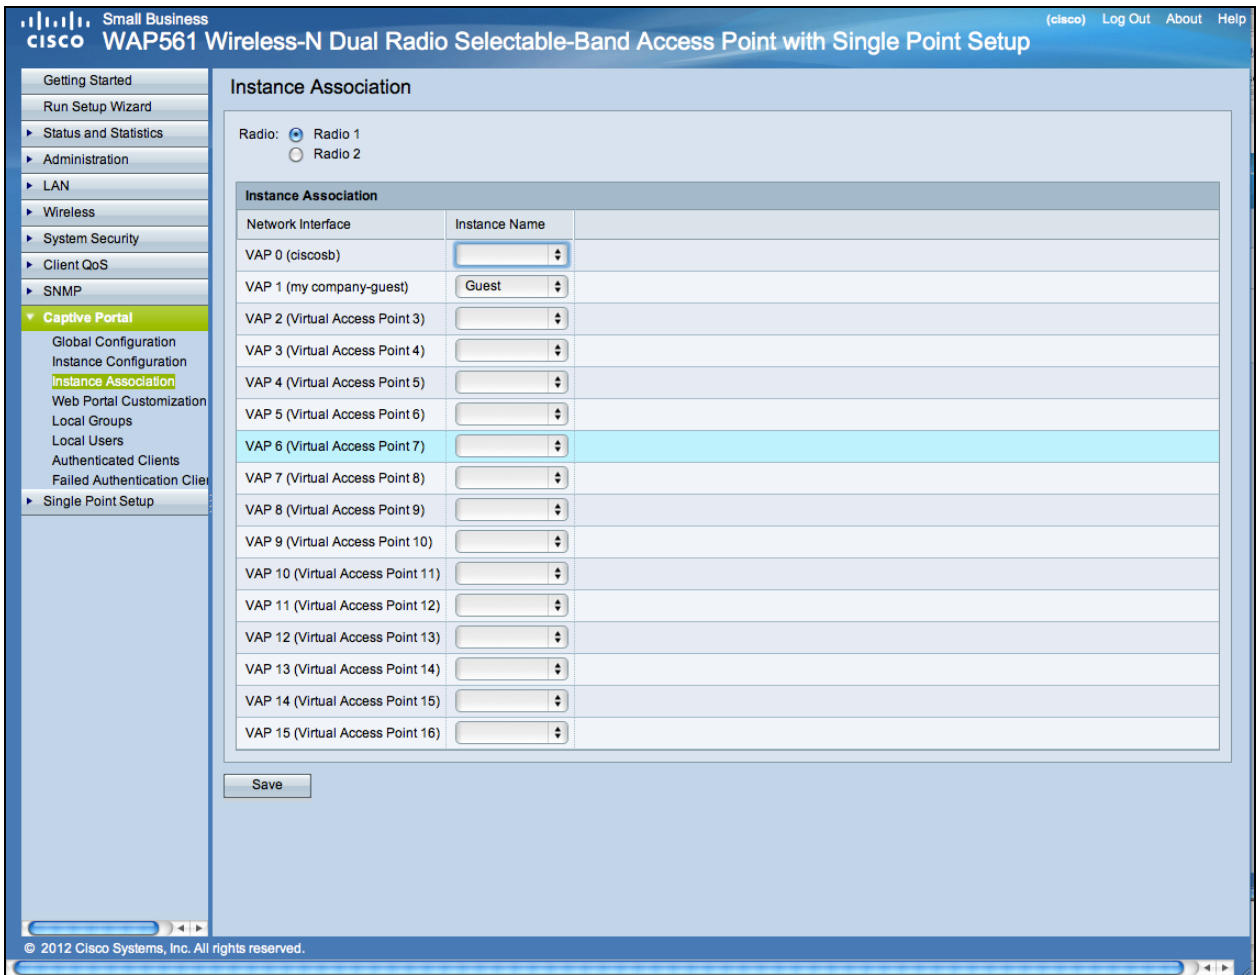 Small Business
(cisco) Log Out About Help
CISCO WAP561 Wireless-N Dual Radio Selectable-Band Access Point with Single Point Setup
Getting Started
Run Setup Wizard
Status and Statistics
Administration
LAN
Wireless
System Security
Client QoS
SNMP
Captive Portal
Global Configuration
Instance Configuration
Instance Association
Web Portal Customization
Local Groups
Local Users
Authenticated Clients
Failed Authentication Clie
Single Point Setup
Instance Association
Radio: Radio 1
Radio 2
Instance Association
Network Interface Instance Name
VAP 0 (ciscosb)
VAP 1 (my company-guest) Guest
VAP 2 (Virtual Access Point 3)
VAP 3 (Virtual Access Point 4)
VAP 4 (Virtual Access Point 5)
VAP 5 (Virtual Access Point 6)
VAP 6 (Virtual Access Point 7)
VAP 7 (Virtual Access Point 8)
VAP 8 (Virtual Access Point 9)
VAP 9 (Virtual Access Point 10)
VAP 10 (Virtual Access Point 11)
VAP 11 (Virtual Access Point 12)
VAP 12 (Virtual Access Point 13)
VAP 13 (Virtual Access Point 14)
VAP 14 (Virtual Access Point 15)
VAP 15 (Virtual Access Point 16)
Save
© 2012 Cisco Systems, Inc. All rights reserved.